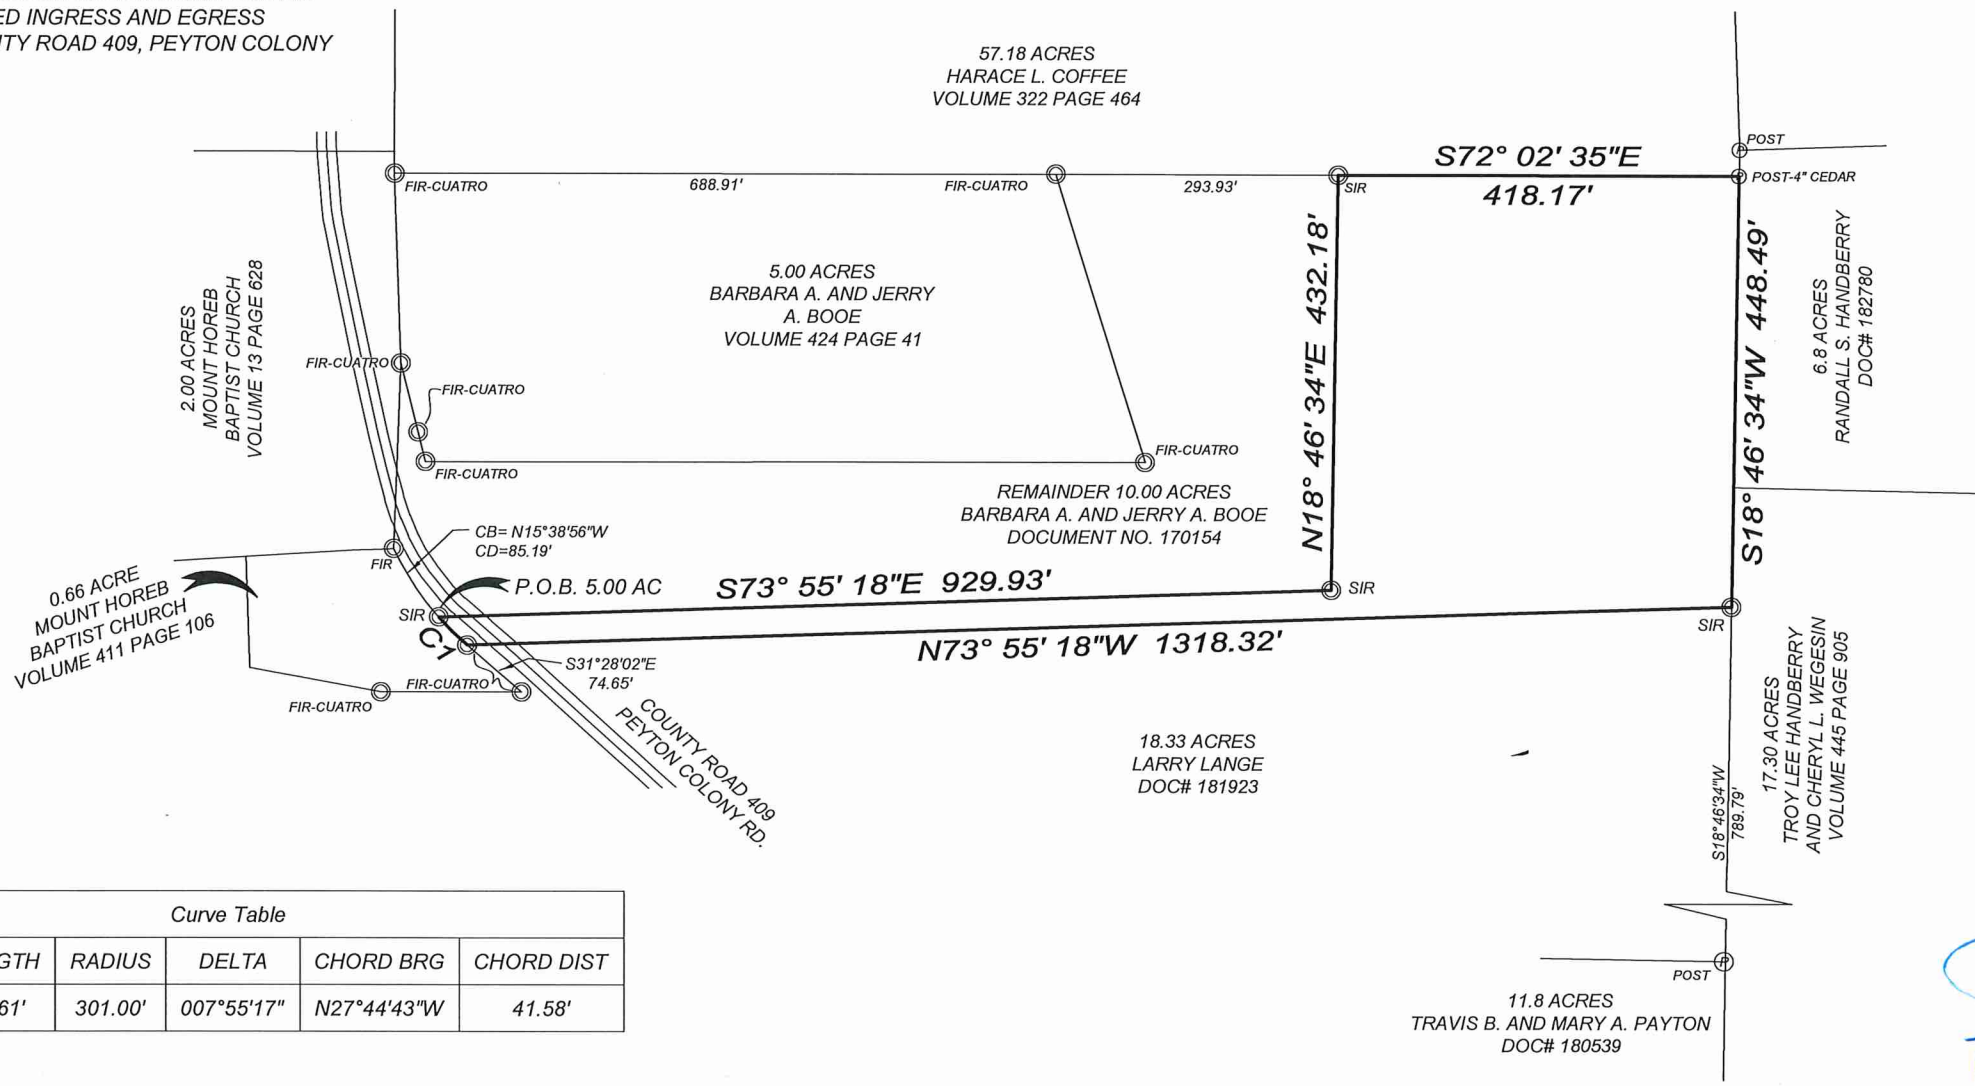 ED INGRESS AND EGRESS
ITY ROAD 409, PEYTON COLONY
57.18 ACRES
HARACE L. COFFEE
VOLUME 322 PAGE 464
POST
S72° 02' 35"E
418.17'
POST-4" CEDAR
FIR-CUATRO
688.91'
FIR-CUATRO
293.93'
SIR
N18° 46' 34"E 432.18'
S18° 46' 34"W 448.49'
6.8 ACRES
RANDALL S. HANDBERRY
DOC# 182780
5.00 ACRES
BARBARA A. AND JERRY
A. BOOE
VOLUME 424 PAGE 41
2.00 ACRES
MOUNT HOREB
BAPTIST CHURCH
VOLUME 13 PAGE 628
FIR-CUATRO
FIR-CUATRO
FIR-CUATRO
FIR-CUATRO
REMAINDER 10.00 ACRES
BARBARA A. AND JERRY A. BOOE
DOCUMENT NO. 170154
CB= N15°38'56"W
CD=85.19'
FIR
P.O.B. 5.00 AC
S73° 55' 18"E 929.93'
SIR
SIR
0.66 ACRE
MOUNT HOREB
BAPTIST CHURCH
VOLUME 411 PAGE 106
C1
N73° 55' 18"W 1318.32'
SIR
S31°28'02"E
74.65'
FIR-CUATRO
FIR-CUATRO
COUNTY ROAD 409
PEYTON COLONY RD.
18.33 ACRES
LARRY LANGE
DOC# 181923
17.30 ACRES
TROY LEE HANDBERRY
AND CHERYL L. WEGESIN
VOLUME 445 PAGE 905
S18°46'34"W
789.79'
POST
11.8 ACRES
TRAVIS B. AND MARY A. PAYTON
DOC# 180539
Curve Table
GTH RADIUS DELTA CHORD BRG CHORD DIST
61' 301.00' 007°55'17" N27°44'43"W 41.58'